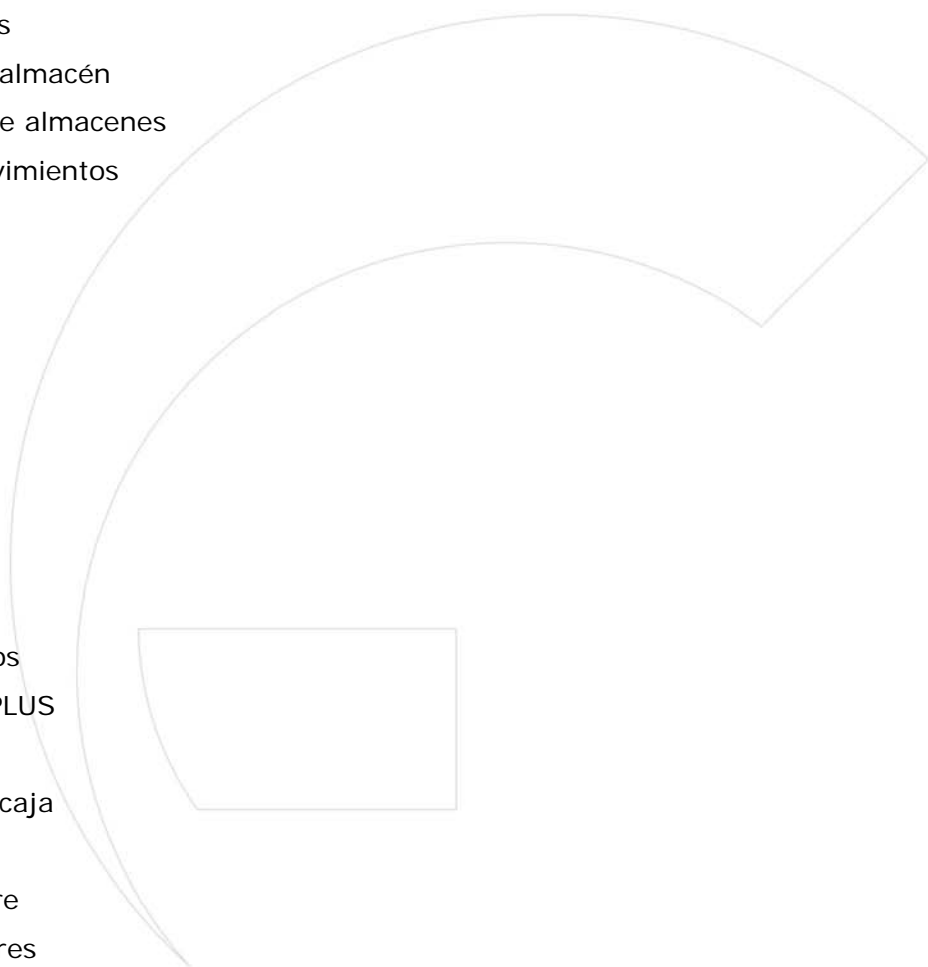 s
almacén
e almacenes
vimientos
os
PLUS
caja
re
res